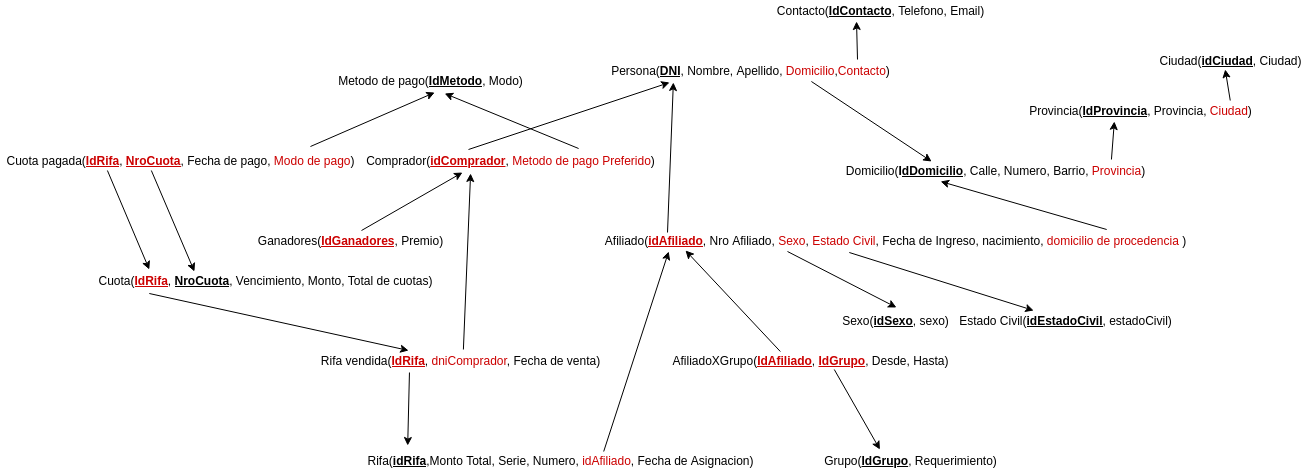 Contacto(IdContacto, Telefono, Email)
Ciudad(idCiudad, Ciudad)
Persona(DNI, Nombre, Apellido, Domicilio,Contacto)
Metodo de pago(IdMetodo, Modo)
Provincia(IdProvincia, Provincia, Ciudad)
Cuota pagada(IdRifa, NroCuota, Fecha de pago, Modo de pago)
Comprador(idComprador, Metodo de pago Preferido)
Domicilio(IdDomicilio, Calle, Numero, Barrio, Provincia)
Ganadores(IdGanadores, Premio)
Afiliado(idAfiliado, Nro Afiliado, Sexo, Estado Civil, Fecha de Ingreso, nacimiento, domicilio de procedencia )
Cuota(IdRifa, NroCuota, Vencimiento, Monto, Total de cuotas)
Sexo(idSexo, sexo)
Estado Civil(idEstadoCivil, estadoCivil)
Rifa vendida(IdRifa, dniComprador, Fecha de venta)
AfiliadoXGrupo(IdAfiliado, IdGrupo, Desde, Hasta)
Rifa(idRifa,Monto Total, Serie, Numero, idAfiliado, Fecha de Asignacion)
Grupo(IdGrupo, Requerimiento)